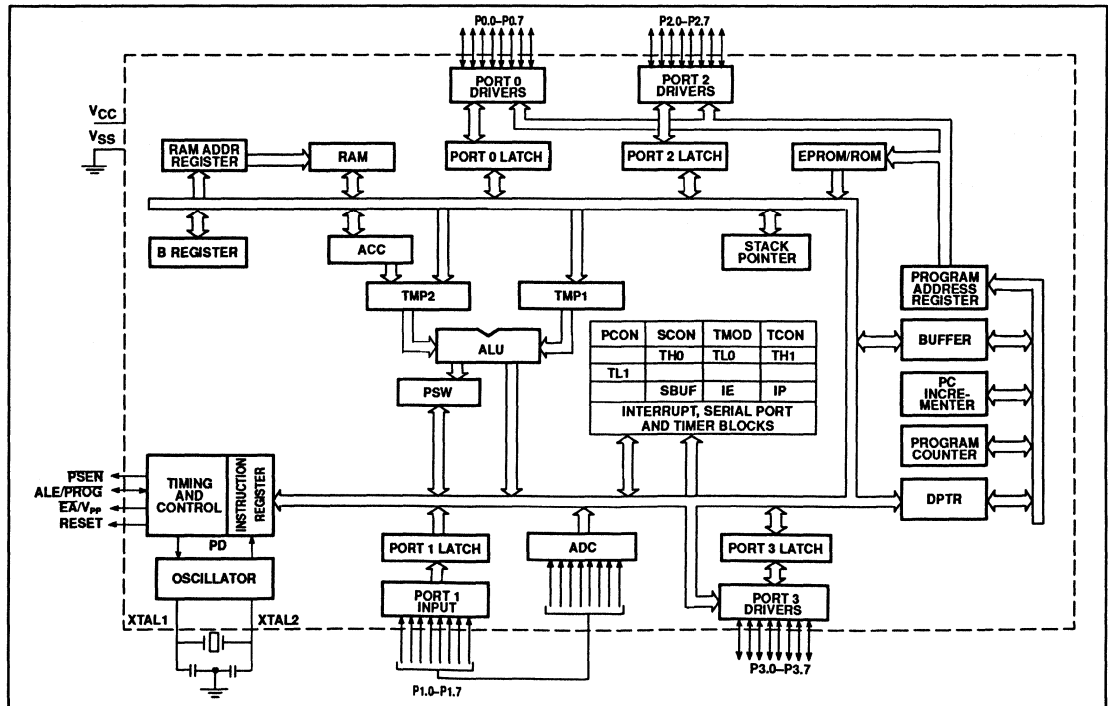 P0.0–P0.7
P2.0–P2.7
PORT 0
DRIVERS
PORT 2
DRIVERS
VCC
VSS
RAM ADDR
REGISTER
RAM
PORT 0 LATCH
PORT 2 LATCH
EPROM/ROM
B REGISTER
ACC
STACK
POINTER
TMP2
TMP1
PROGRAM
ADDRESS
REGISTER
ALU
PCON SCON TMOD TCON
TH0 TL0 TH1
TL1
SBUF IE IP
INTERRUPT, SERIAL PORT
AND TIMER BLOCKS
BUFFER
PSW
PC
INCRE-
MENTER
PROGRAM
COUNTER
PSEN
ALE/PROG
EA/VPP
RESET
TIMING
AND
CONTROL
INSTRUCTION
REGISTER
DPTR
PD
PORT 1 LATCH
ADC
PORT 3 LATCH
OSCILLATOR
PORT 1
INPUT
PORT 3
DRIVERS
XTAL1
XTAL2
P1.0–P1.7
P3.0–P3.7